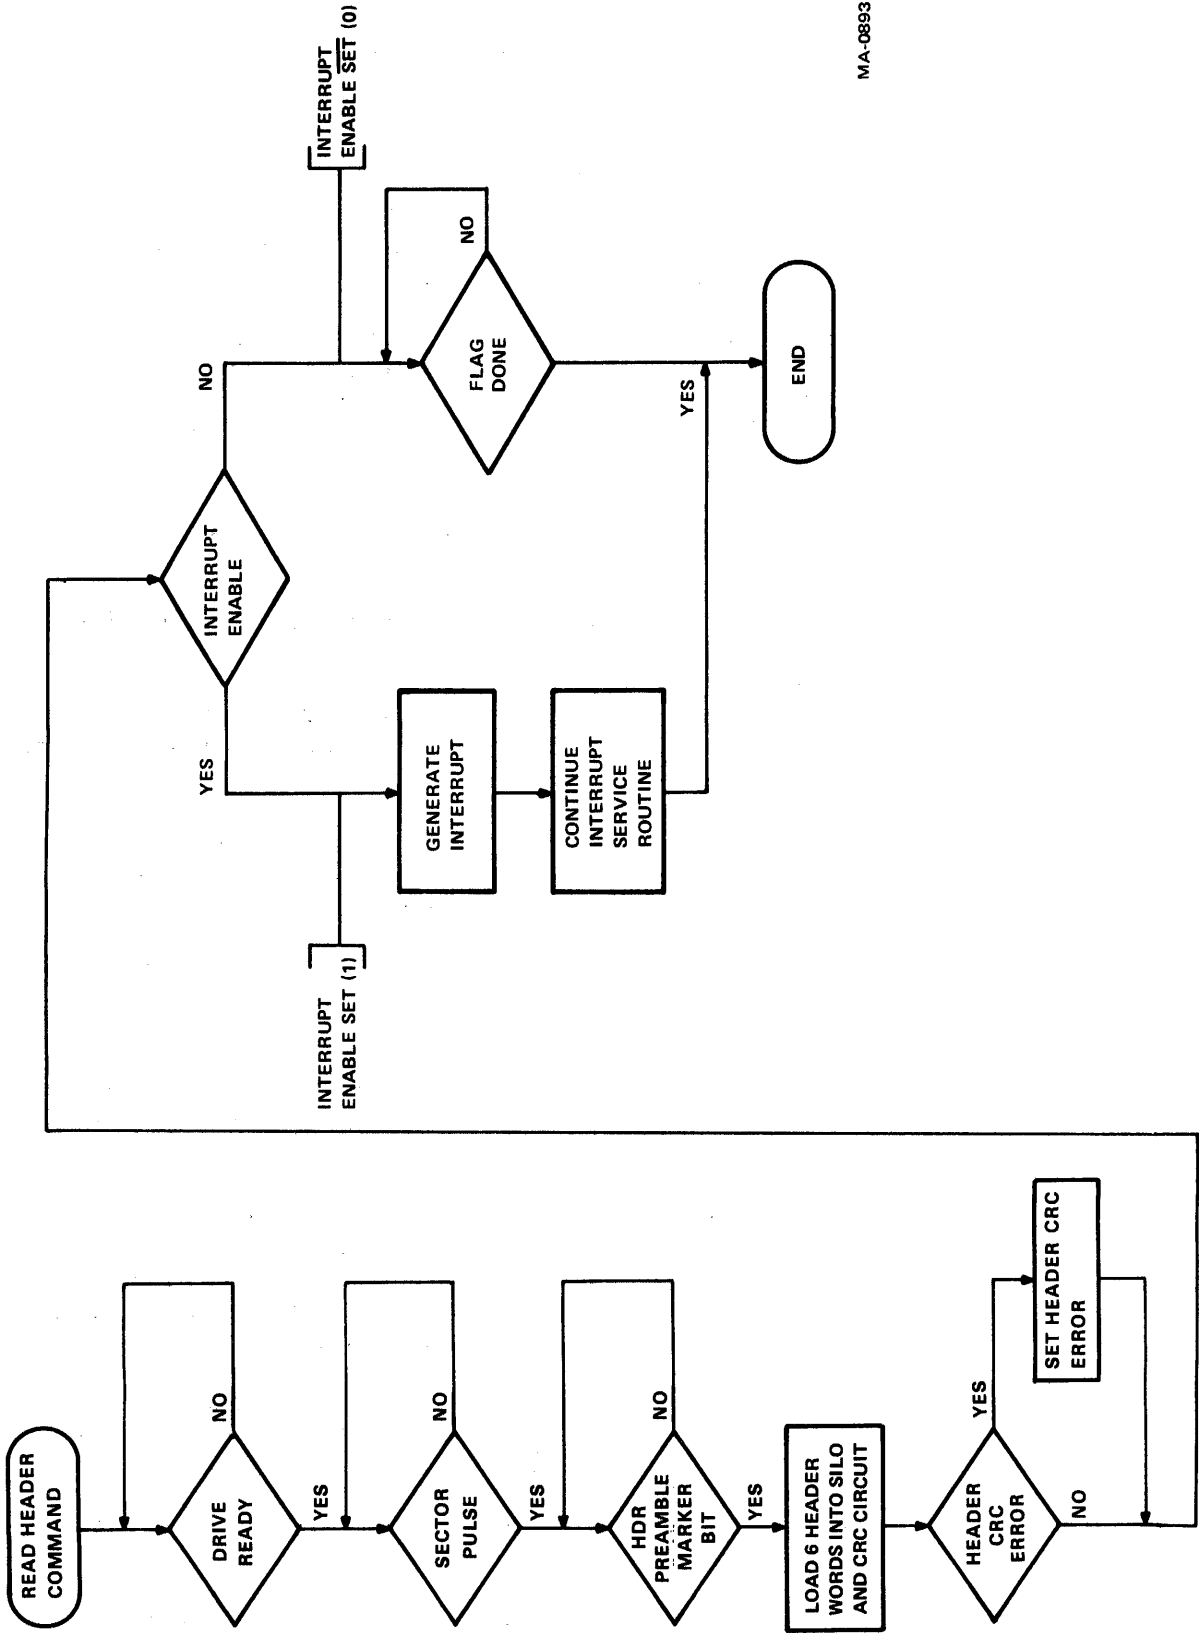 READ HEADER
COMMAND
DRIVE
READY
NO
YES
SECTOR
PULSE
NO
YES
HDR
PREAMBLE
MARKER
BIT
NO
YES
LOAD 6 HEADER
WORDS INTO SILO
AND CRC CIRCUIT
HEADER
CRC
ERROR
YES
NO
SET HEADER CRC
ERROR
INTERRUPT
ENABLE
YES
NO
INTERRUPT
ENABLE SET (1)
INTERRUPT
ENABLE SET (0)
GENERATE
INTERRUPT
CONTINUE
INTERRUPT
SERVICE
ROUTINE
FLAG
DONE
NO
YES
END
MA-0893